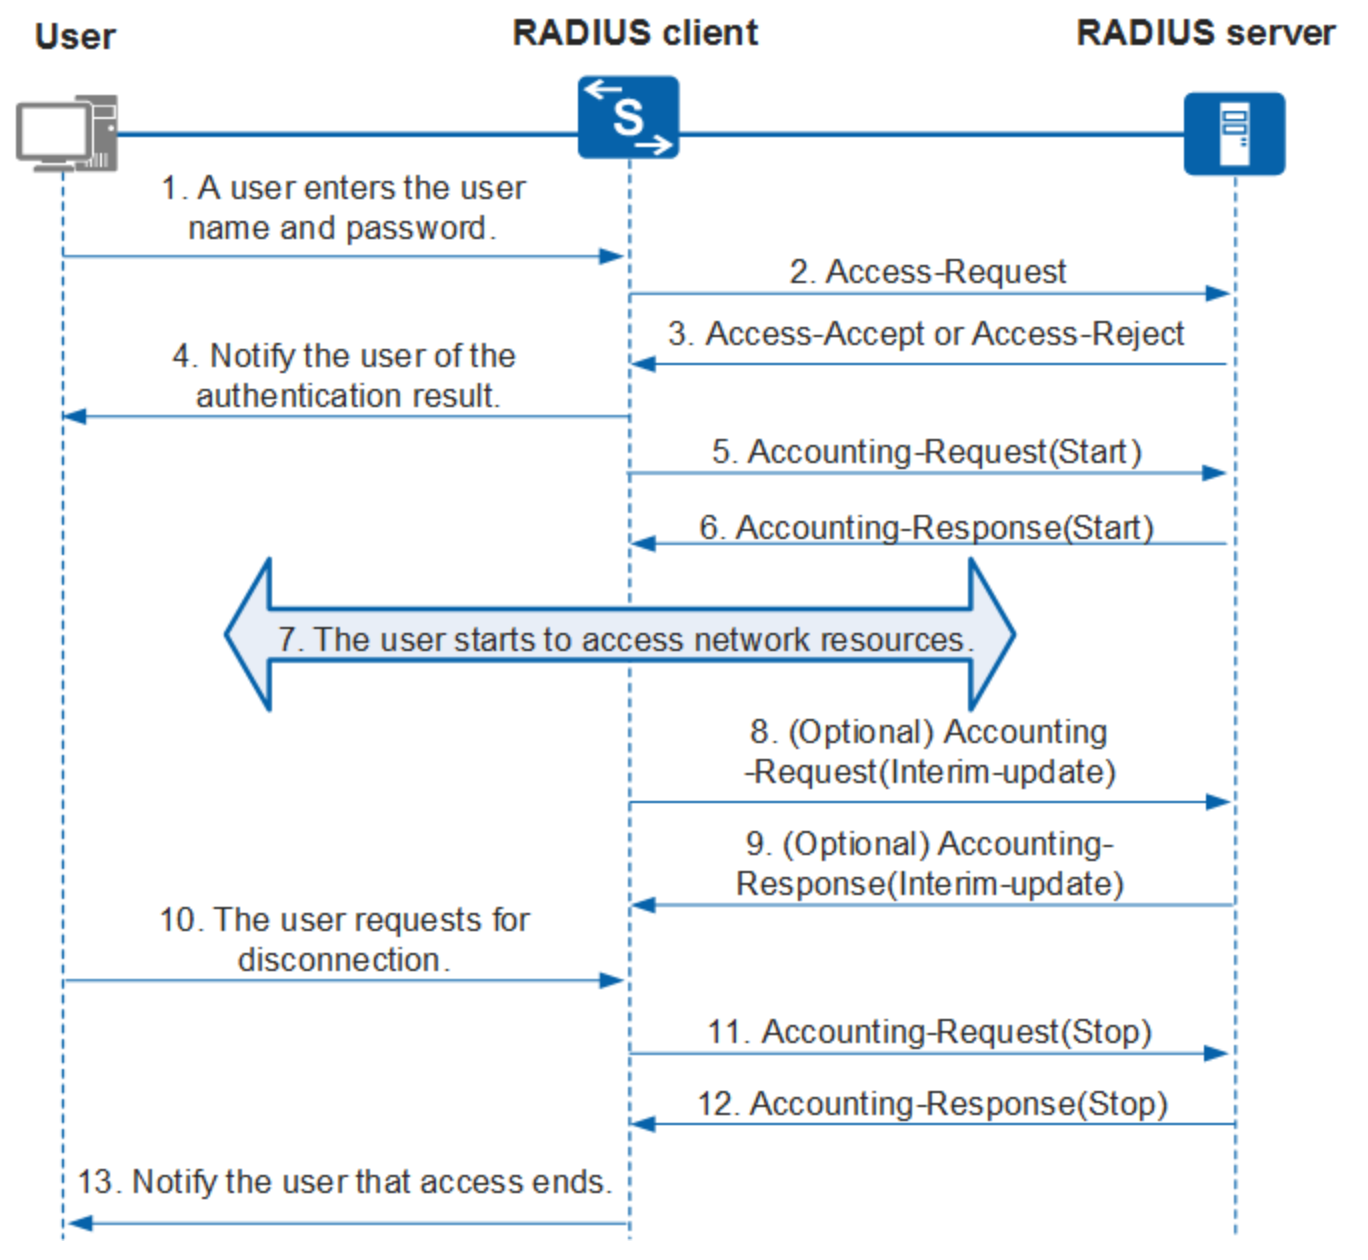 User
RADIUS client
RADIUS server
S
1. A user enters the user
name and password.
2. Access-Request
3. Access-Accept or Access-Reject
4. Notify the user of the
authentication result.
5. Accounting-Request(Start)
6. Accounting-Response(Start)
7. The user starts to access network resources.
8. (Optional) Accounting
-Request(Interim-update)
9. (Optional) Accounting-
Response(Interim-update)
10. The user requests for
disconnection.
11. Accounting-Request(Stop)
12. Accounting-Response(Stop)
13. Notify the user that access ends.